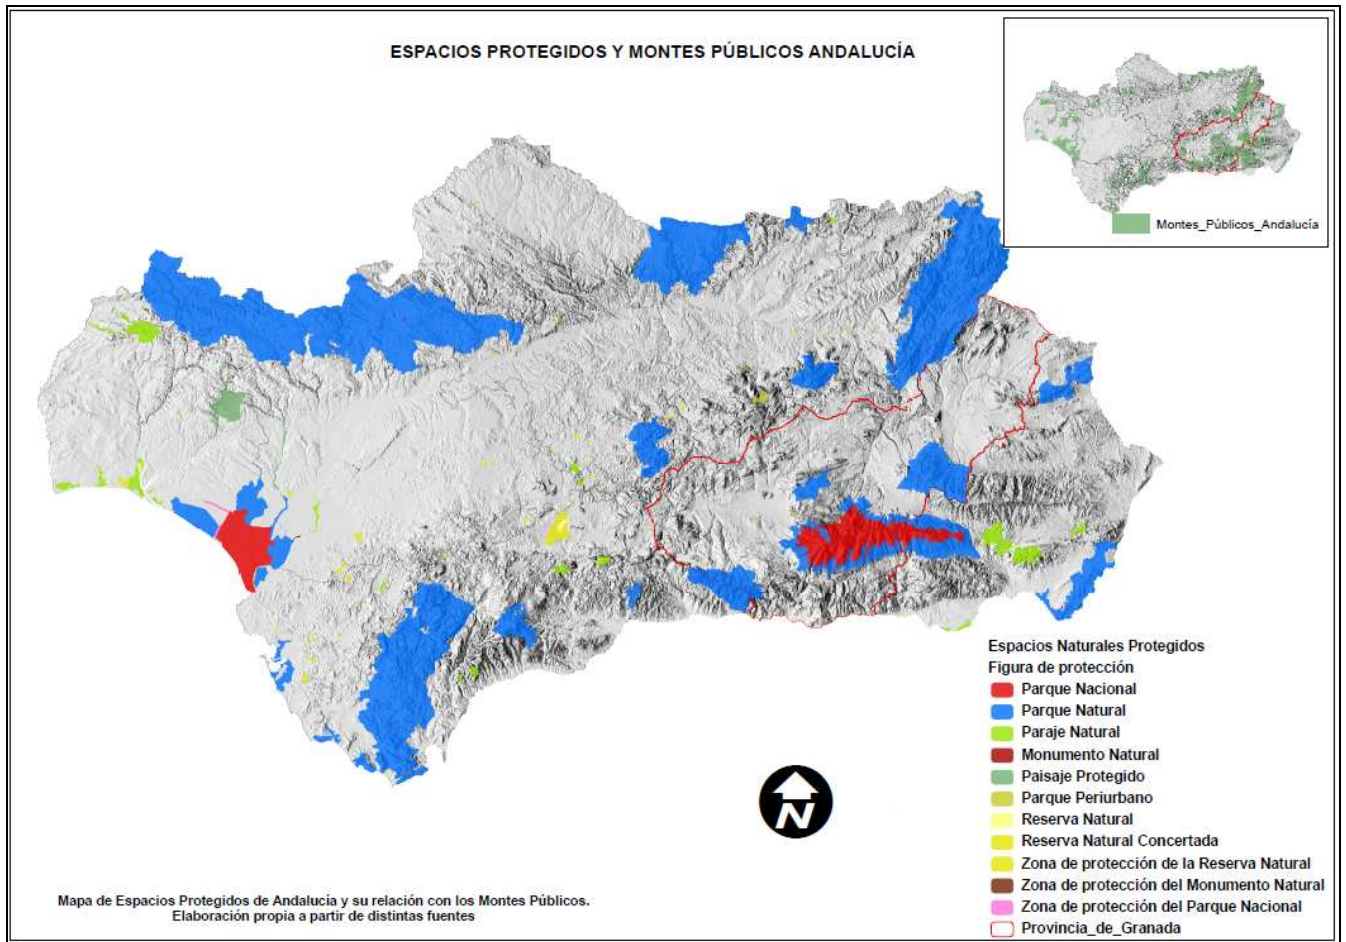 ESPACIOS PROTEGIDOS Y MONTES PÚBLICOS ANDALUCÍA
Montes_Públicos_Andalucía
Espacios Naturales Protegidos
Figura de protección
Parque Nacional
Parque Natural
Paraje Natural
Monumento Natural
Paisaje Protegido
Parque Periurbano
Reserva Natural
Reserva Natural Concertada
Zona de protección de la Reserva Natural
Zona de protección del Monumento Natural
Zona de protección del Parque Nacional
Provincia_de_Granada
N
Mapa de Espacios Protegidos de Andalucía y su relación con los Montes Públicos.
Elaboración propia a partir de distintas fuentes